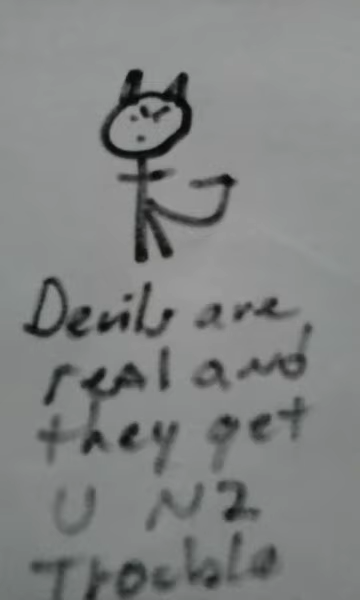 Devils are
real and
they get
U N2
Trouble